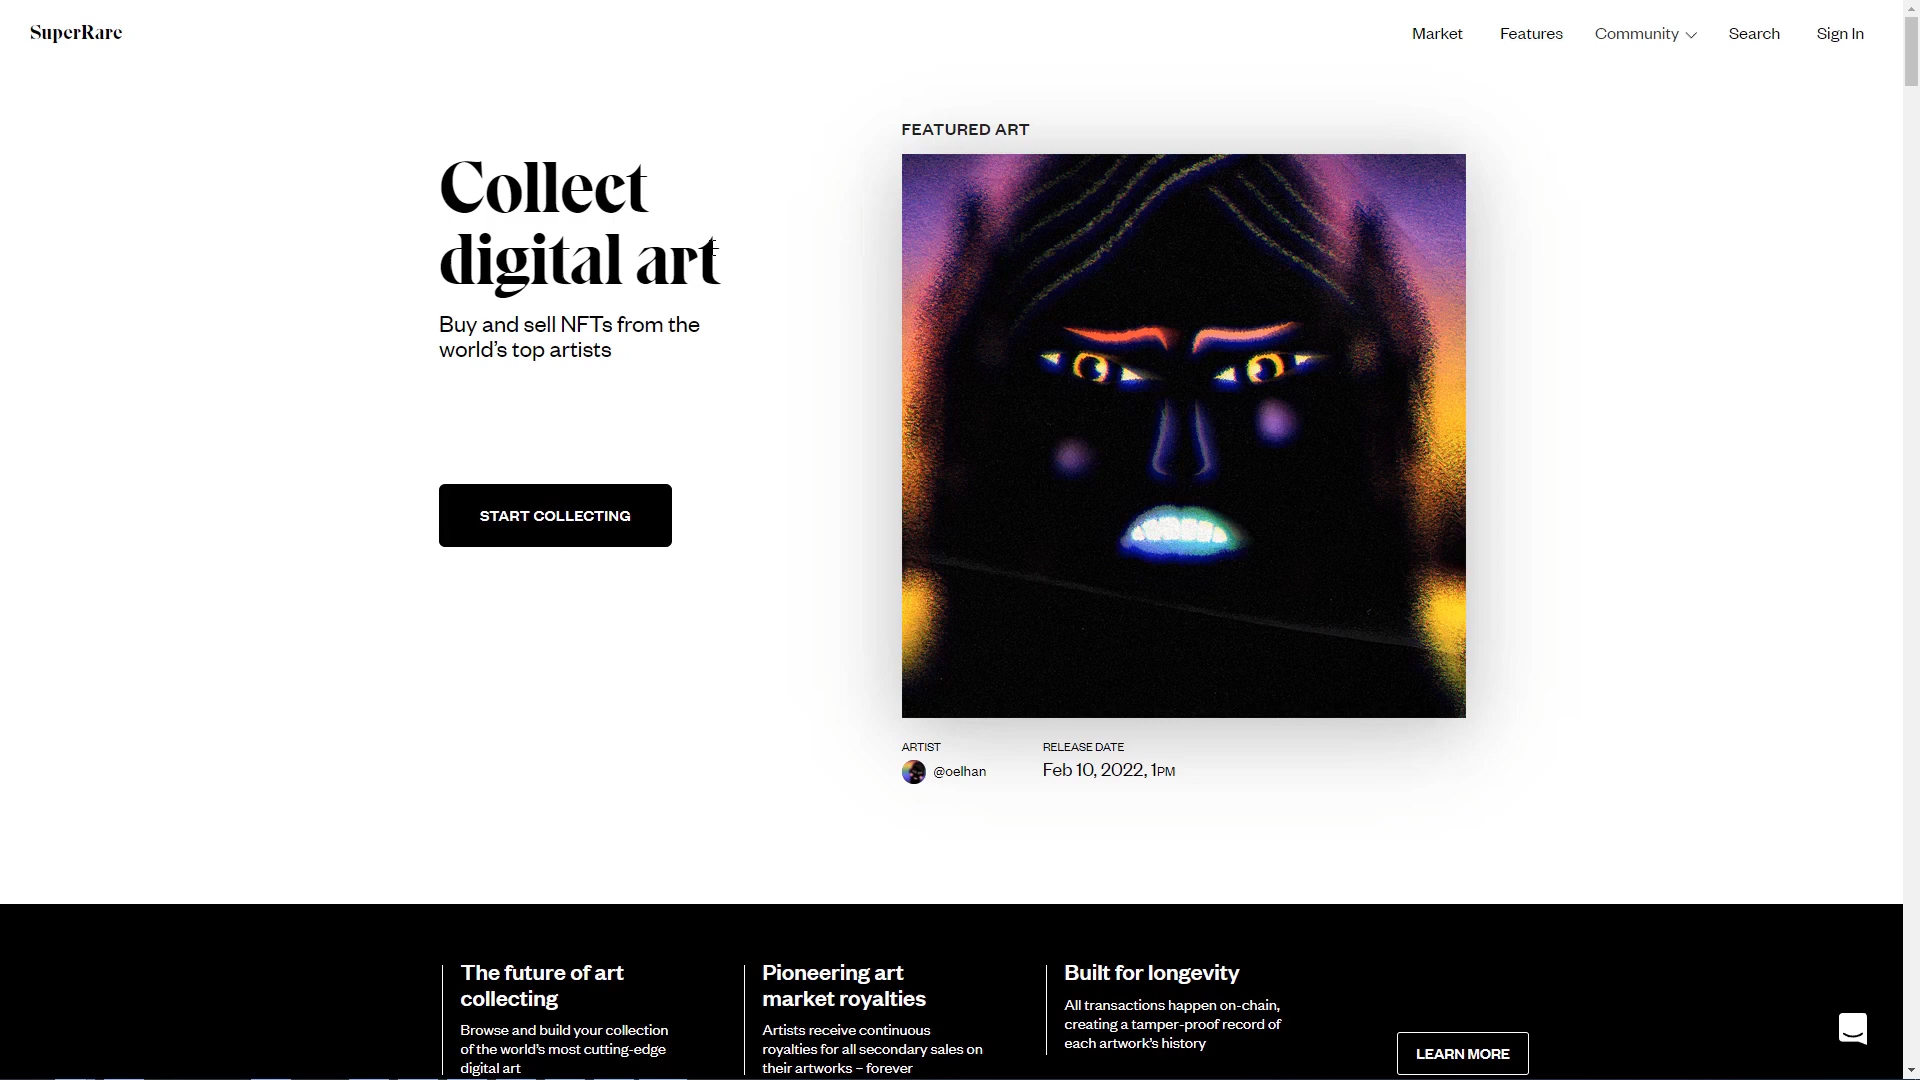 SuperRare
Market
Features
Community
Search
Sign In
Collect
digital art
Buy and sell NFTs from the
world’s top artists
START COLLECTING
FEATURED ART
ARTIST
@oelhan
RELEASE DATE
Feb 10, 2022, 1PM
The future of art
collecting
Browse and build your collection
of the world’s most cutting-edge
digital art
Pioneering art
market royalties
Artists receive continuous
royalties for all secondary sales on
their artworks – forever
Built for longevity
All transactions happen on-chain,
creating a tamper-proof record of
each artwork’s history
LEARN MORE